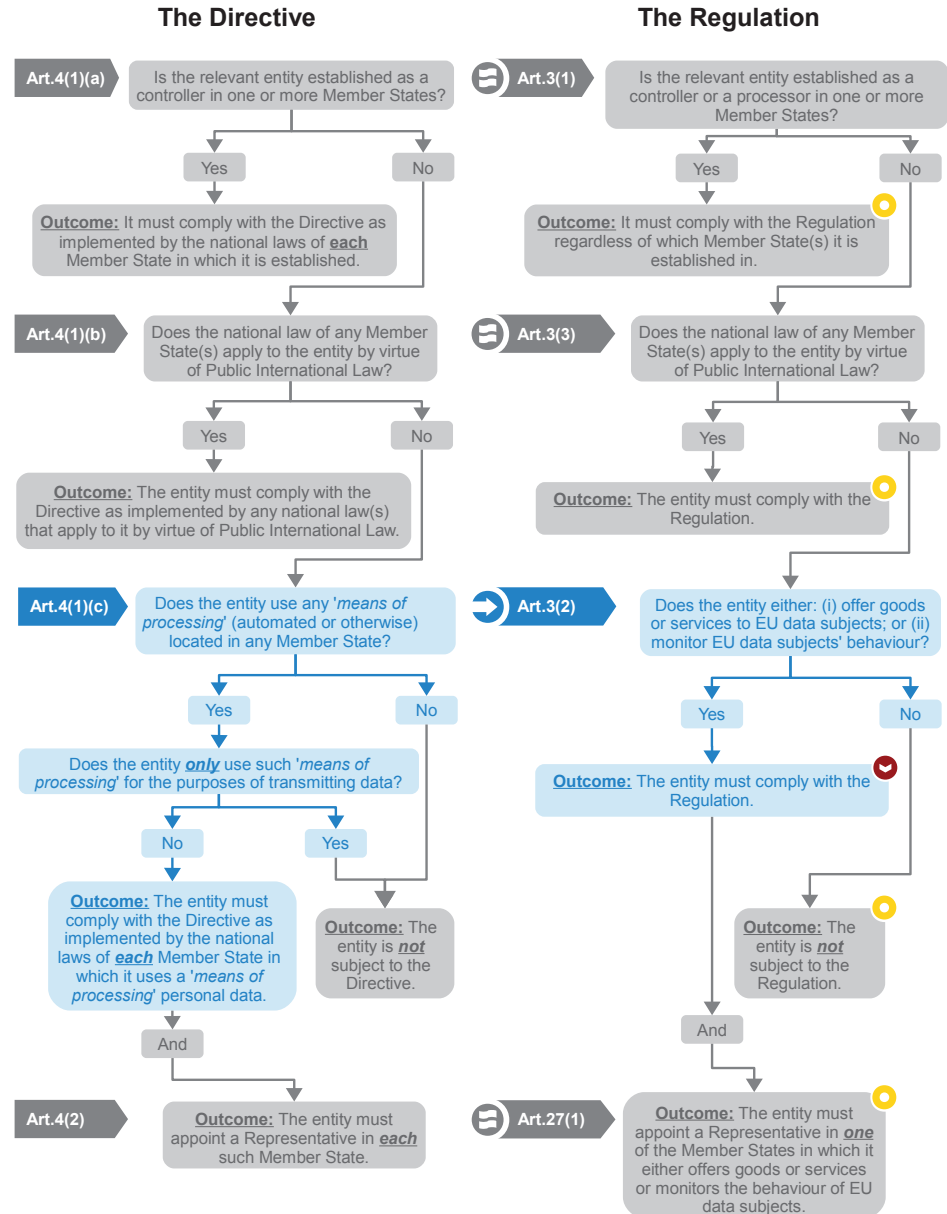 The Directive
The Regulation
Art.4(1)(a)
Is the relevant entity established as a
controller in one or more Member States?
Yes
No
Outcome: It must comply with the Directive as
implemented by the national laws of each
Member State in which it is established.
Art.4(1)(b)
Does the national law of any Member
State(s) apply to the entity by virtue
of Public International Law?
Yes
No
Outcome: The entity must comply with the
Directive as implemented by any national law(s)
that apply to it by virtue of Public International Law.
Art.4(1)(c)
Does the entity use any 'means of
processing' (automated or otherwise)
located in any Member State?
Yes
No
Does the entity only use such 'means of
processing' for the purposes of transmitting data?
No
Yes
Outcome: The entity must
comply with the Directive as
implemented by the national
laws of each Member State in
which it uses a 'means of
processing' personal data.
Outcome: The
entity is not
subject to the
Directive.
And
Art.4(2)
Outcome: The entity must
appoint a Representative in each
such Member State.
Art.3(1)
Is the relevant entity established as a
controller or a processor in one or more
Member States?
Yes
No
Outcome: It must comply with the Regulation
regardless of which Member State(s) it is
established in.
Art.3(3)
Does the national law of any Member
State(s) apply to the entity by virtue
of Public International Law?
Yes
No
Outcome: The entity must comply with the
Regulation.
Art.3(2)
Does the entity either: (i) offer goods
or services to EU data subjects; or (ii)
monitor EU data subjects' behaviour?
Yes
No
Outcome: The entity must comply with the
Regulation.
Outcome: The
entity is not
subject to the
Regulation.
And
Art.27(1)
Outcome: The entity must
appoint a Representative in one
of the Member States in which it
either offers goods or services
or monitors the behaviour of EU
data subjects.